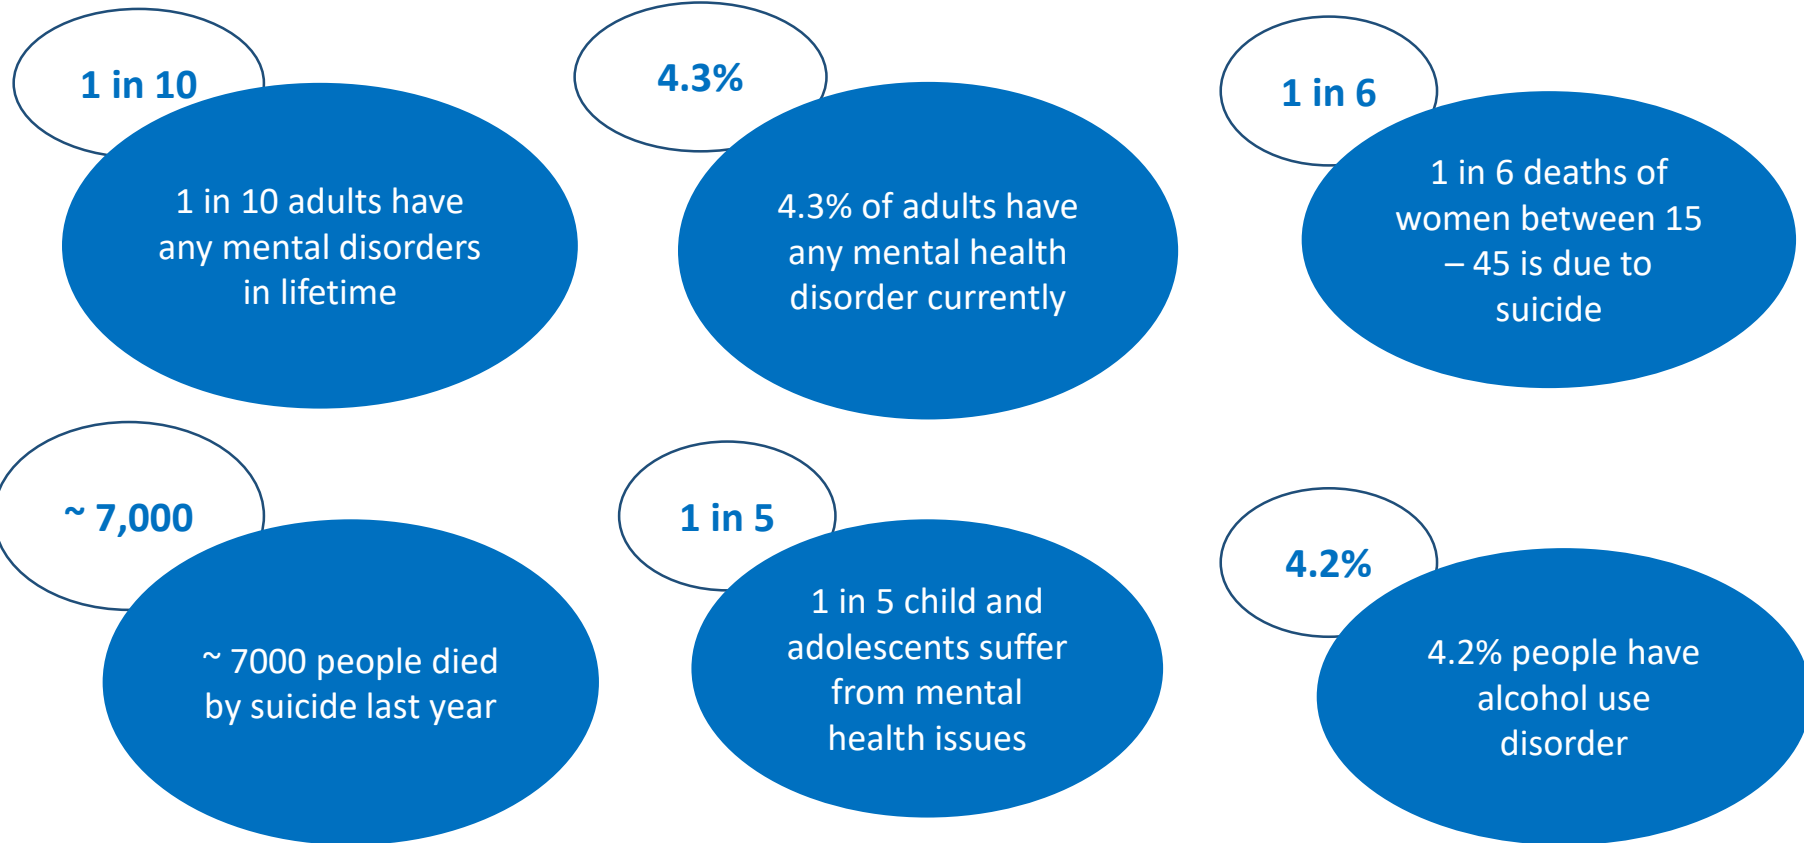 1 in 10
1 in 10 adults have
any mental disorders
in lifetime
4.3%
4.3% of adults have
any mental health
disorder currently
1 in 6
1 in 6 deaths of
women between 15
– 45 is due to
suicide
~ 7,000
~ 7000 people died
by suicide last year
1 in 5
1 in 5 child and
adolescents suffer
from mental
health issues
4.2%
4.2% people have
alcohol use
disorder